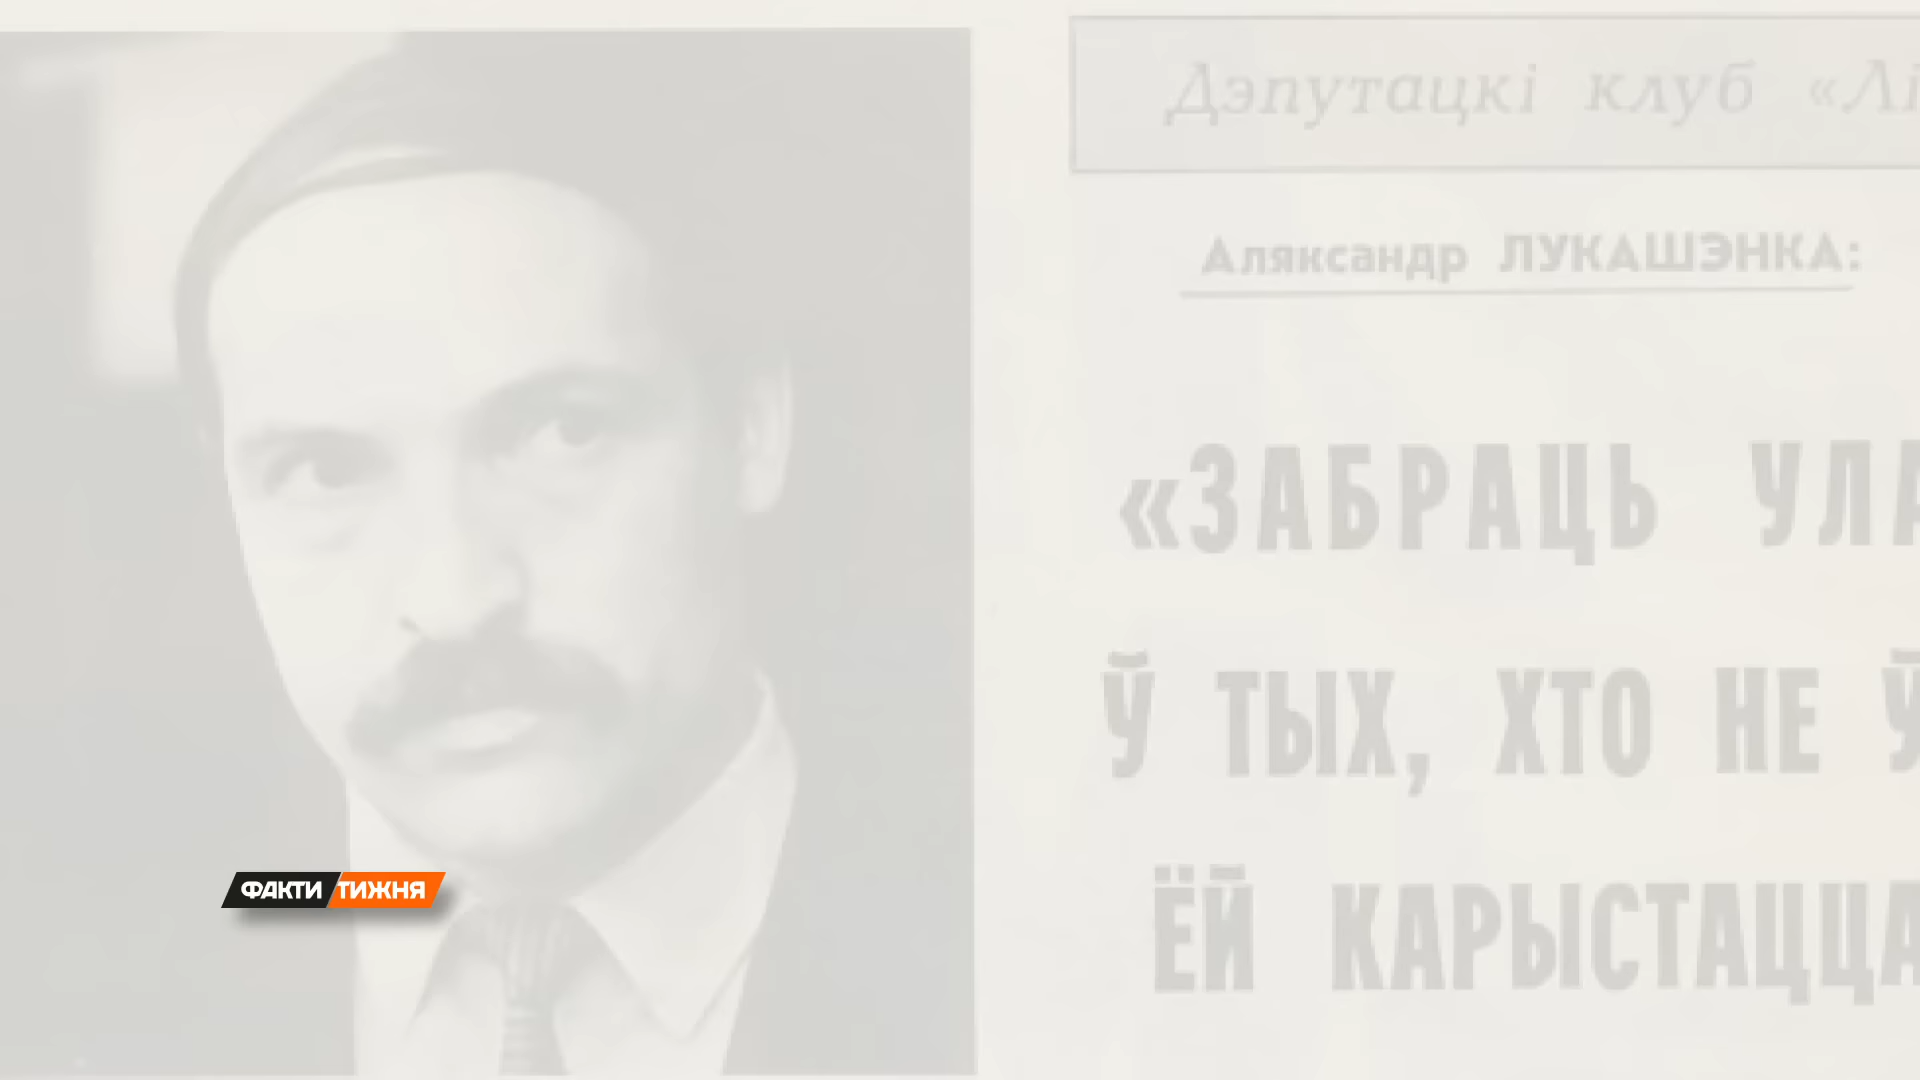 Дэпутацкі клуб «Лі
Аляксандр ЛУКАШЭНКА:
«ЗАБРАЦЬ УЛА
Ў ТЫХ, ХТО НЕ Ў
ЁЙ КАРЫСТАЦЦА
ФАКТИ ТИЖНЯ